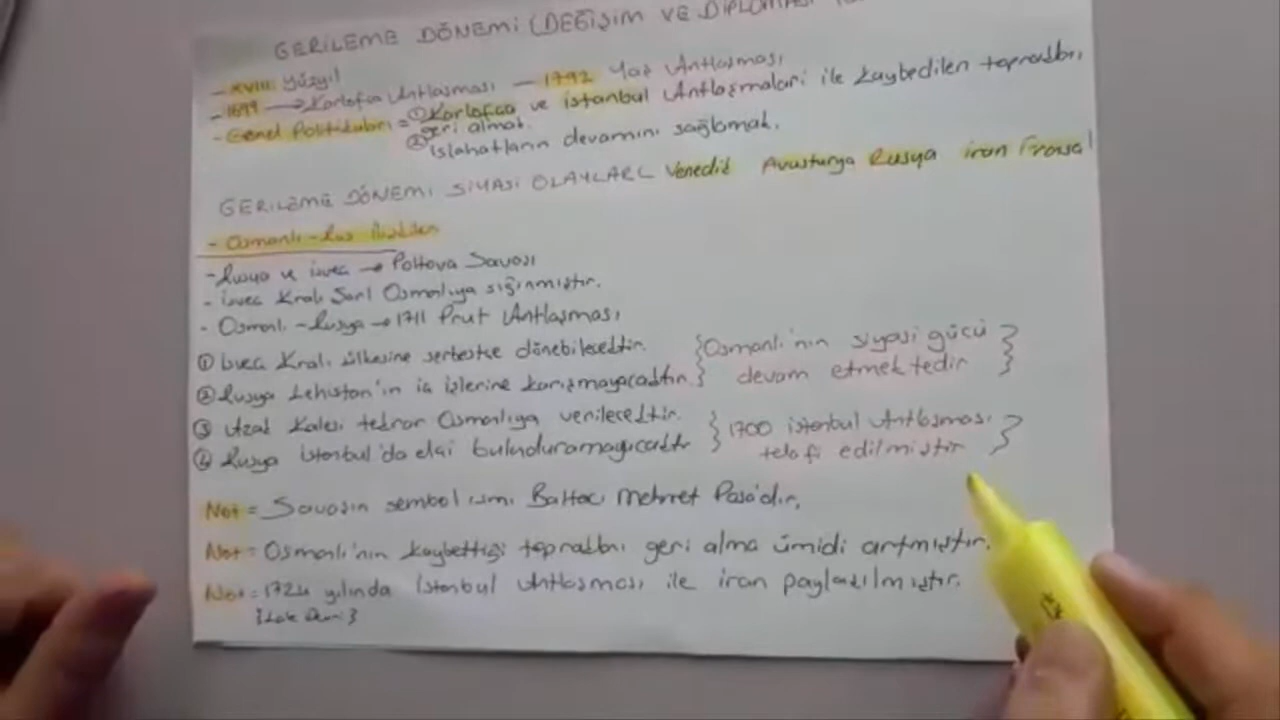 GERİLEME DÖNEMİ (DEĞİŞİM VE DİPLOMASİ
- XVIII. Yüzyıl
- 1699 → Karlofça Antlaşması — 1792 Yaş Antlaşması
- Genel Politikaları = ① Karlofça ve İstanbul Antlaşmaları ile kaybedilen toprakları
geri almak.
② Islahatların devamını sağlamak.
GERİLEME DÖNEMİ SİYASİ OLAYLARI Venedik Avusturya Rusya İran Fransa
- Osmanlı - Rus İlişkileri
- Rusya ve İsveç → Poltova Savaşı
- İsveç Kralı Şarl Osmanlıya sığınmıştır.
- Osmanlı - Rusya → 1711 Prut Antlaşması
① İsveç Kralı ülkesine serbestçe dönebilecektir. } Osmanlı'nın siyasi gücü }
② Rusya Lehistan'ın iç işlerine karışmayacaktır } devam etmektedir
③ Azak Kalesi tekrar Osmanlıya verilecektir. } 1700 İstanbul Antlaşması }
④ Rusya İstanbul'da elçi bulunduramayacaktır telafi edilmiştir
Not = Savaşın sembol ismi Baltacı Mehmet Paşa'dır.
Not = Osmanlı'nın kaybettiği toprakları geri alma ümidi artmıştır.
Not = 1724 yılında İstanbul Antlaşması ile İran paylaşılmıştır.
{Lale Devri}